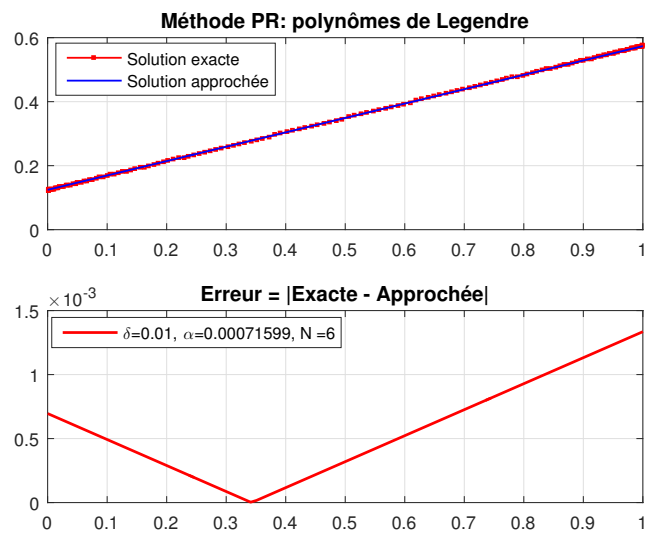 Méthode PR: polynômes de Legendre
0.6
0.4
0.2
0
Solution exacte
Solution approchée
0 0.1 0.2 0.3 0.4 0.5 0.6 0.7 0.8 0.9 1
×10⁻³
Erreur = |Exacte - Approchée|
1.5
1
0.5
0
δ=0.01, α=0.00071599, N =6
0 0.1 0.2 0.3 0.4 0.5 0.6 0.7 0.8 0.9 1